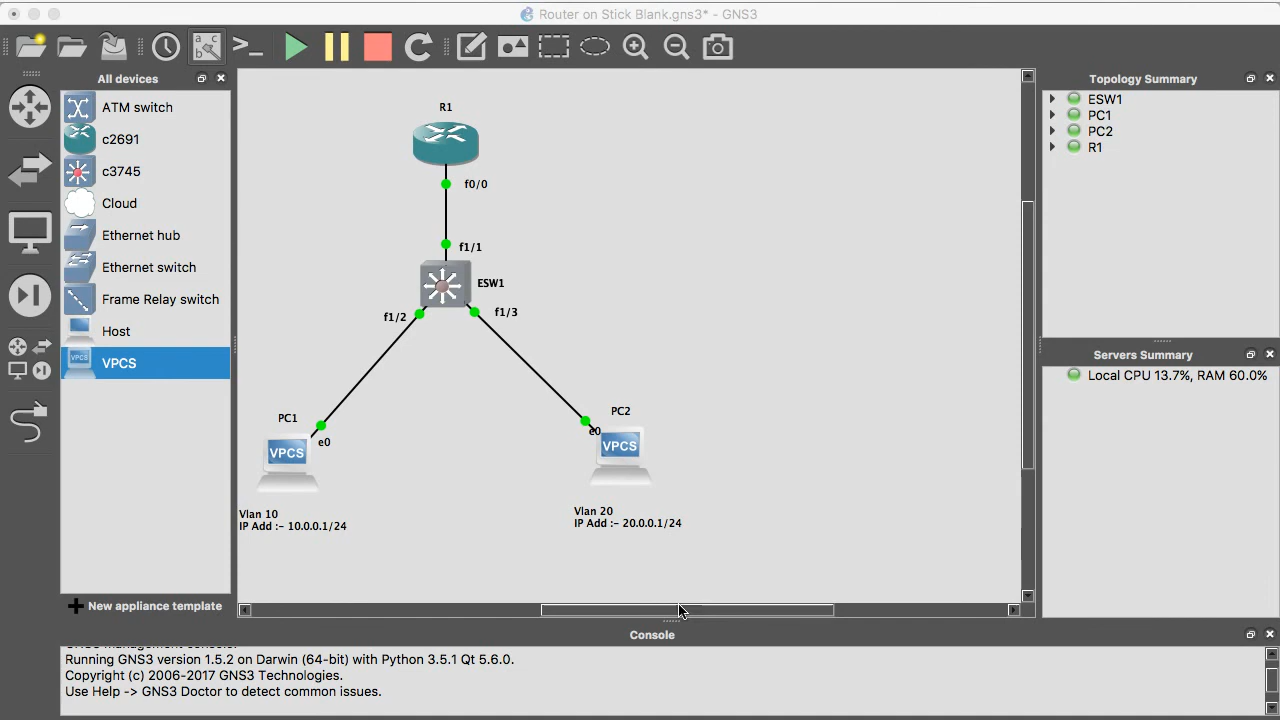 Router on Stick Blank.gns3* - GNS3
All devices
ATM switch
c2691
c3745
Cloud
Ethernet hub
Ethernet switch
Frame Relay switch
Host
VPCS
VPCS
New appliance template
R1
f0/0
f1/1
ESW1
f1/2
f1/3
PC1
e0
VPCS
Vlan 10
IP Add :- 10.0.0.1/24
PC2
e0
VPCS
Vlan 20
IP Add :- 20.0.0.1/24
Topology Summary
ESW1
PC1
PC2
R1
Servers Summary
Local CPU 13.7%, RAM 60.0%
Console
Running GNS3 version 1.5.2 on Darwin (64-bit) with Python 3.5.1 Qt 5.6.0.
Copyright (c) 2006-2017 GNS3 Technologies.
Use Help -> GNS3 Doctor to detect common issues.